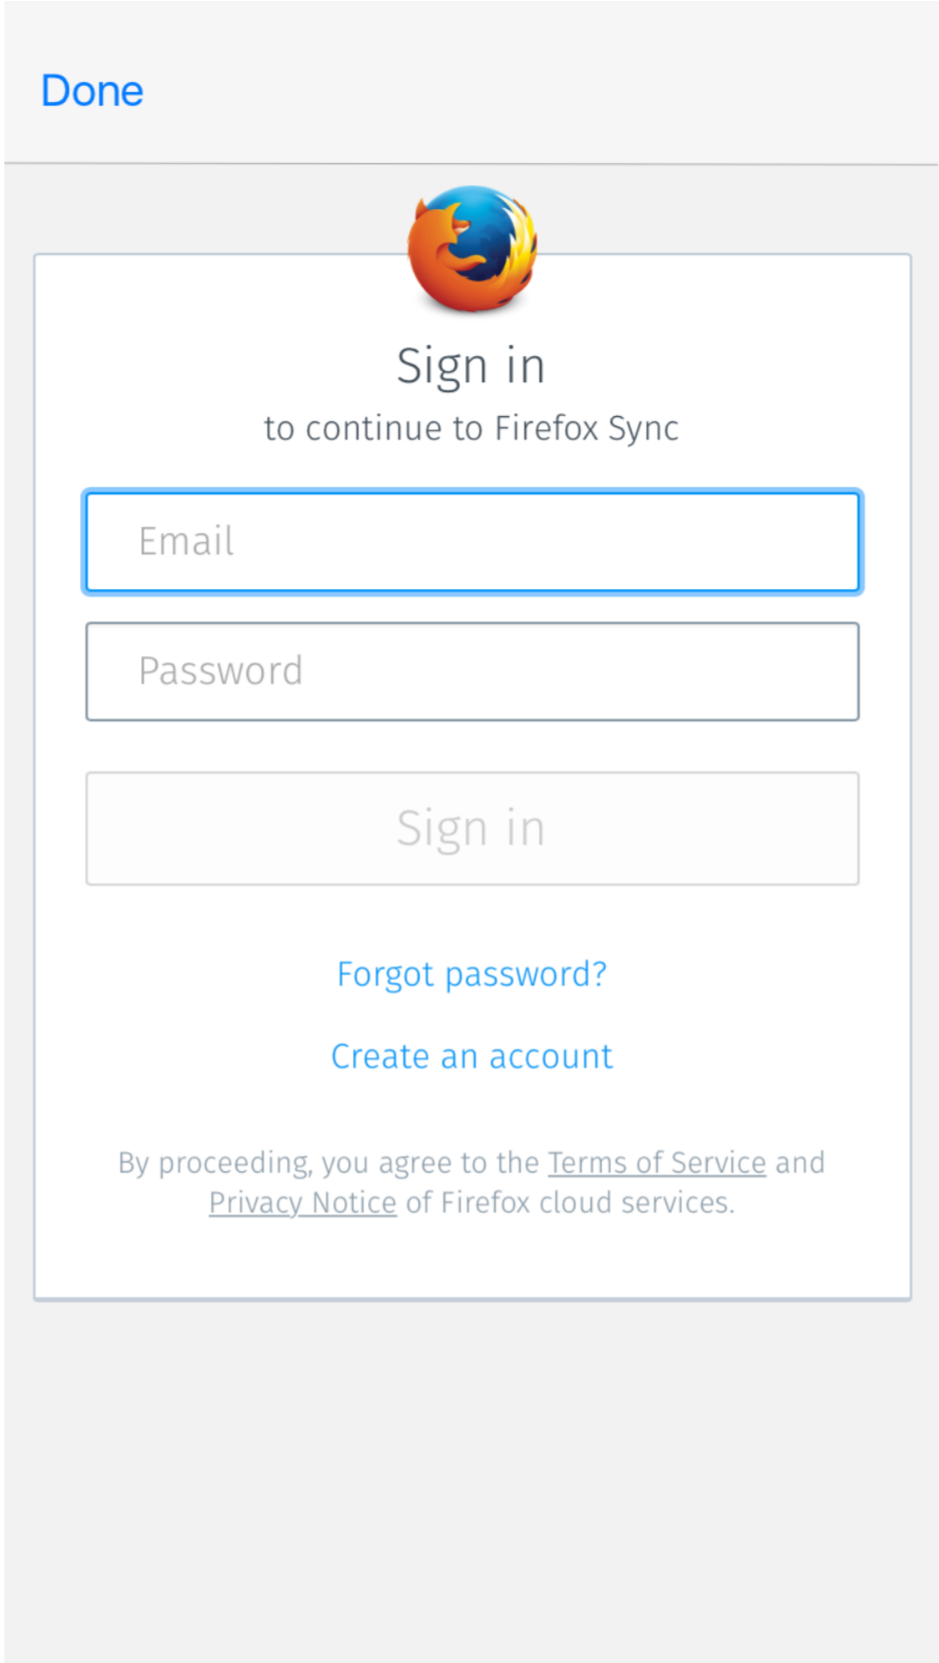 Done
Sign in
to continue to Firefox Sync
Email
Password
Sign in
Forgot password?
Create an account
By proceeding, you agree to the Terms of Service and
Privacy Notice of Firefox cloud services.